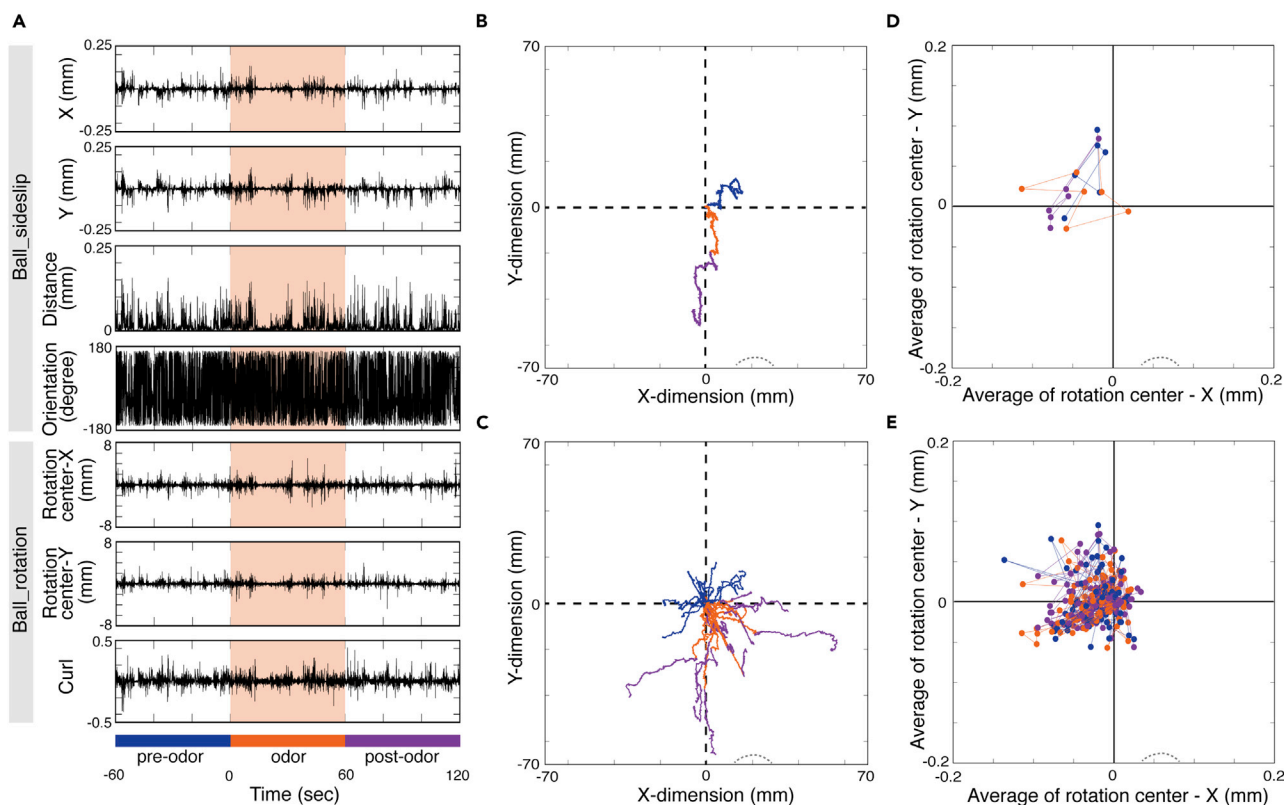 A
Ball_sideslip
0.25
X (mm)
-0.25
0.25
Y (mm)
-0.25
0.25
Distance
(mm)
0
180
Orientation
(degree)
-180
Ball_rotation
8
Rotation
center-X
(mm)
-8
8
Rotation
center-Y
(mm)
-8
0.5
Curl
-0.5
pre-odor odor post-odor
-60 0 60 120
Time (sec)
B
70
Y-dimension (mm)
0
-70
-70 0 70
X-dimension (mm)
C
70
Y-dimension (mm)
0
-70
-70 0 70
X-dimension (mm)
D
0.2
Average of rotation center - Y (mm)
0
-0.2
-0.2 0 0.2
Average of rotation center - X (mm)
E
0.2
Average of rotation center - Y (mm)
0
-0.2
-0.2 0 0.2
Average of rotation center - X (mm)